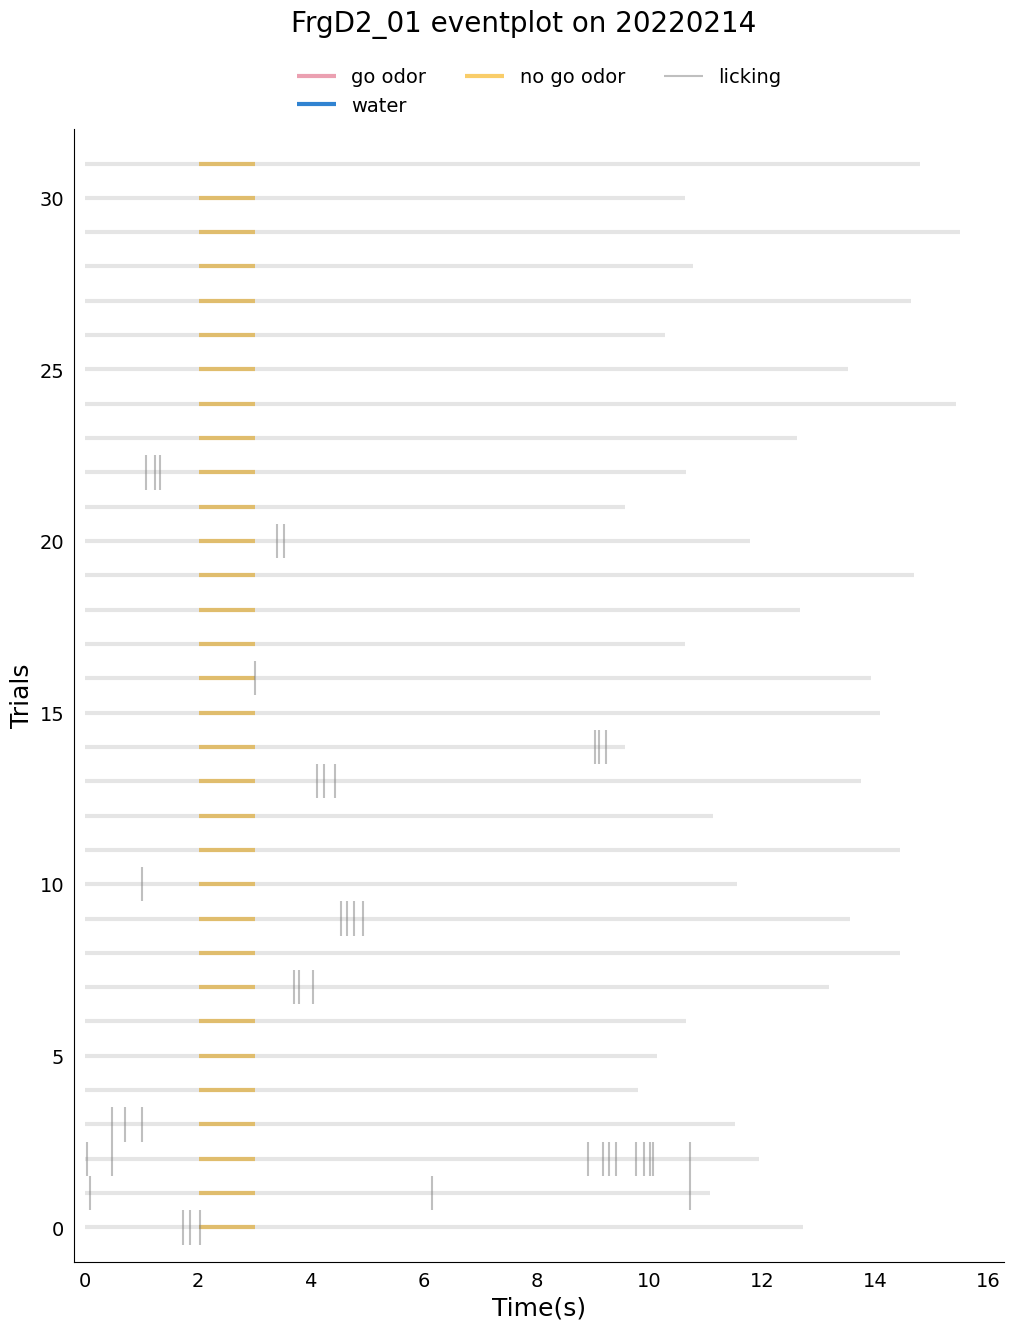 FrgD2_01 eventplot on 20220214
go odor
no go odor
licking
water
30
25
20
15
10
5
0
Trials
0 2 4 6 8 10 12 14 16
Time(s)